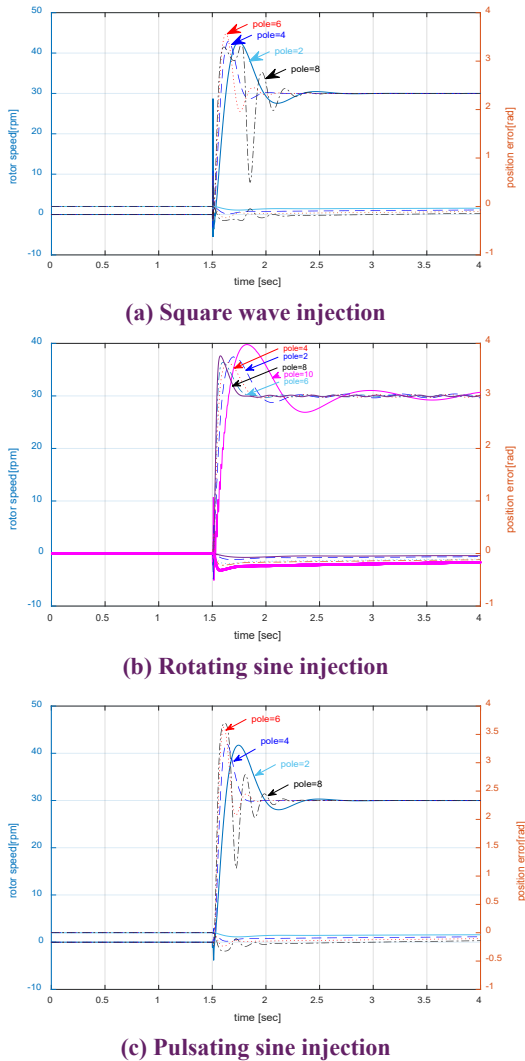 50
40
30
20
10
0
-10
rotor speed[rpm]
4
3
2
1
0
-1
position error[rad]
pole=6
pole=4
pole=2
pole=8
0 0.5 1 1.5 2 2.5 3 3.5 4
time [sec]
(a) Square wave injection
40
30
20
10
0
-10
rotor speed[rpm]
4
3
2
1
0
-1
position error[rad]
pole=4
pole=2
pole=8
pole=10
pole=6
0 0.5 1 1.5 2 2.5 3 3.5 4
time [sec]
(b) Rotating sine injection
50
40
30
20
10
0
-10
rotor speed[rpm]
4
3.5
3
2.5
2
1.5
1
0.5
0
-0.5
-1
position error[rad]
pole=6
pole=4
pole=2
pole=8
0 0.5 1 1.5 2 2.5 3 3.5 4
time [sec]
(c) Pulsating sine injection